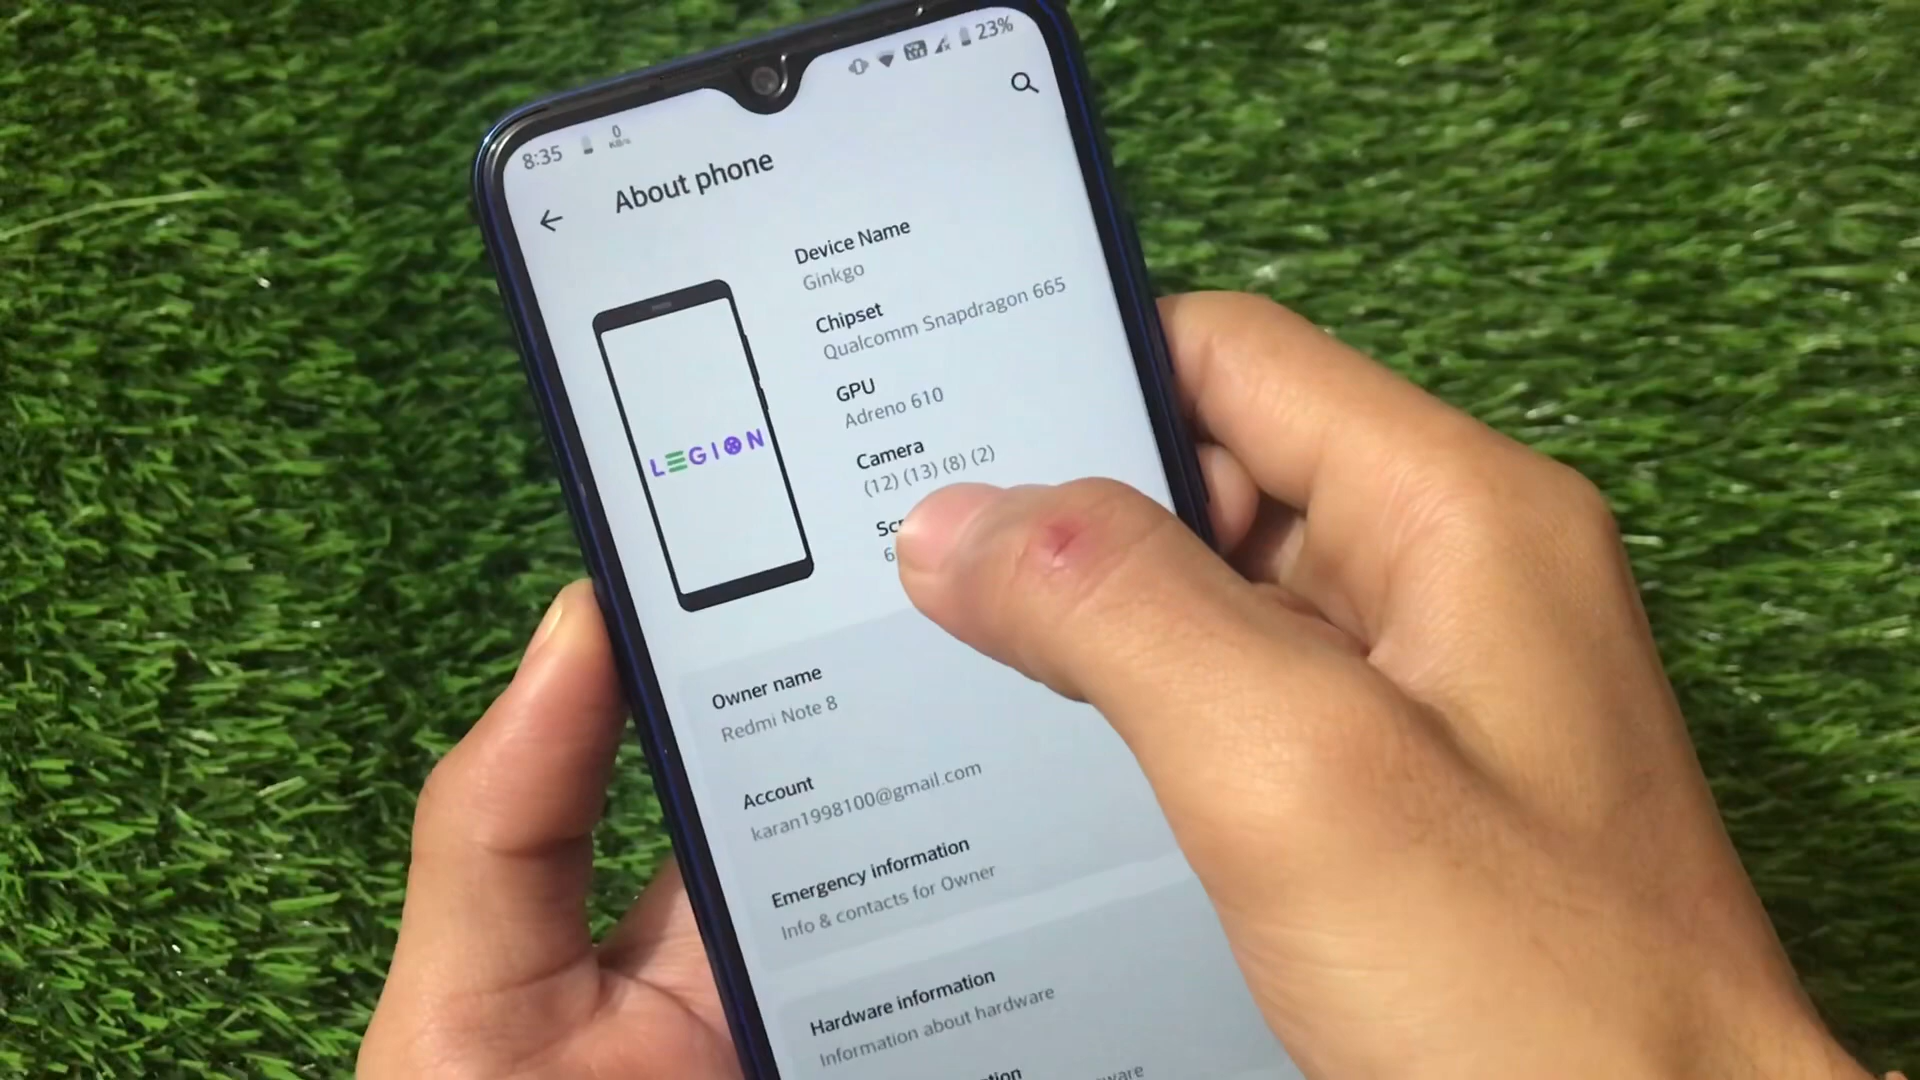 8:35
0
KB/s
23%
About phone
Device Name
Ginkgo
Chipset
Qualcomm Snapdragon 665
GPU
Adreno 610
Camera
(12) (13) (8) (2)
LEGION
Owner name
Redmi Note 8
Account
karan1998100@gmail.com
Emergency information
Info & contacts for Owner
Hardware information
Information about hardware